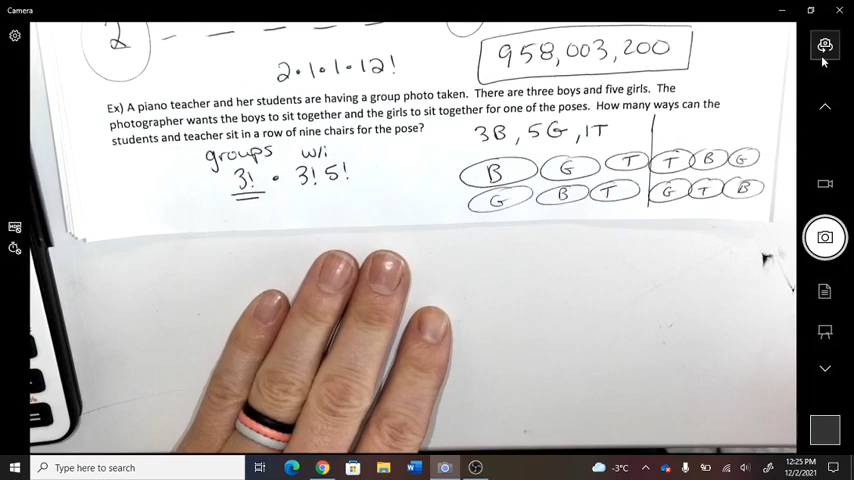 Camera
2 - - - - -
958,003,200
2·1·1·12!
Ex) A piano teacher and her students are having a group photo taken. There are three boys and five girls. The
photographer wants the boys to sit together and the girls to sit together for one of the poses. How many ways can the
students and teacher sit in a row of nine chairs for the pose?
3B, 5G, 1T
groups w/i
3! · 3! 5!
B G T T B G
G B T G T B
Type here to search
-3°C
12:25 PM
12/2/2021